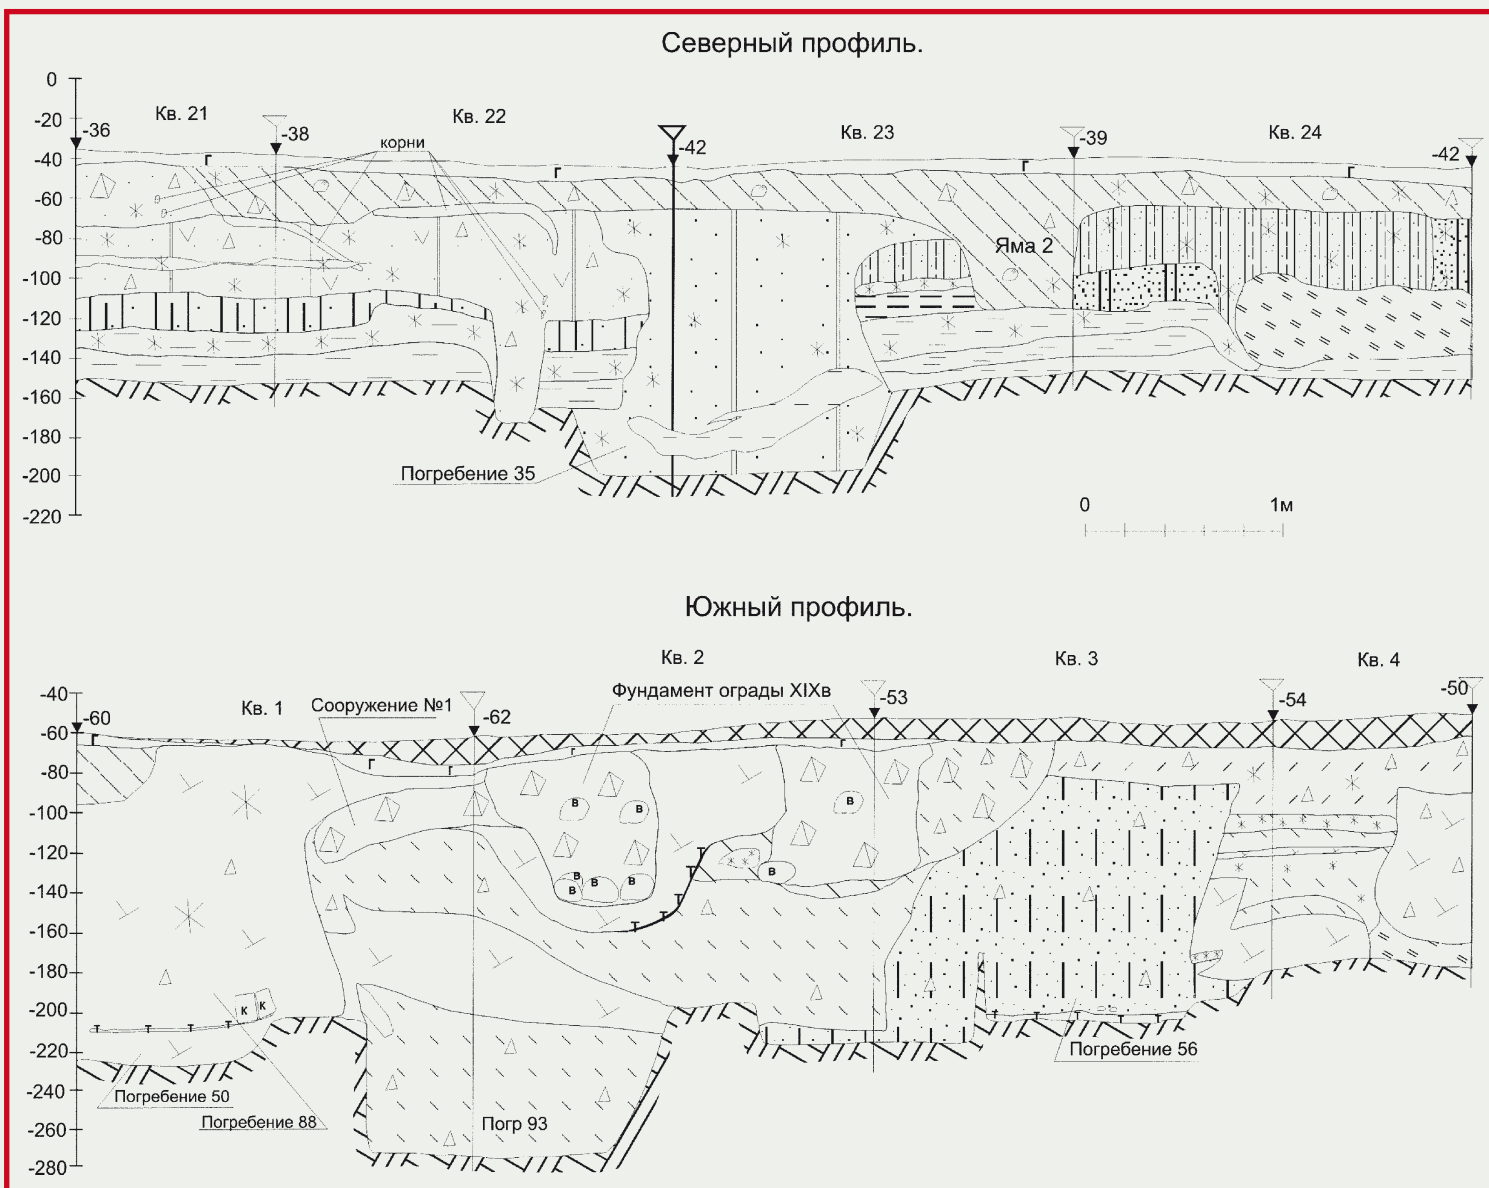 Северный профиль.
0
-20
-40
-60
-80
-100
-120
-140
-160
-180
-200
-220
Кв. 21
Кв. 22
Кв. 23
Кв. 24
-36
-38
-42
-39
-42
корни
Г
Г
Г
Г
Яма 2
Погребение 35
0
1м
Южный профиль.
-40
-60
-80
-100
-120
-140
-160
-180
-200
-220
-240
-260
-280
Кв. 1
Кв. 2
Кв. 3
Кв. 4
Сооружение №1
Фундамент ограды XIXв
-60
-62
-53
-54
-50
Г
Г
Г
Г
Г
В
В
В
В
В
В
В
В
Т
Т
Т
Т
Т
К
К
Т
Т
Т
Т
Т
Т
Т
Т
Т
Погребение 50
Погребение 88
Погр 93
Погребение 56